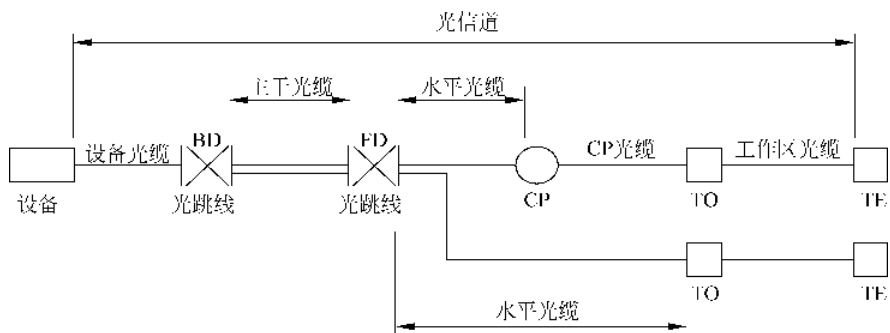 光信道
主干光缆 水平光缆
设备光缆 BD FD CP光缆 工作区光缆
设备 光跳线 光跳线 CP TO TE
TO TE
水平光缆